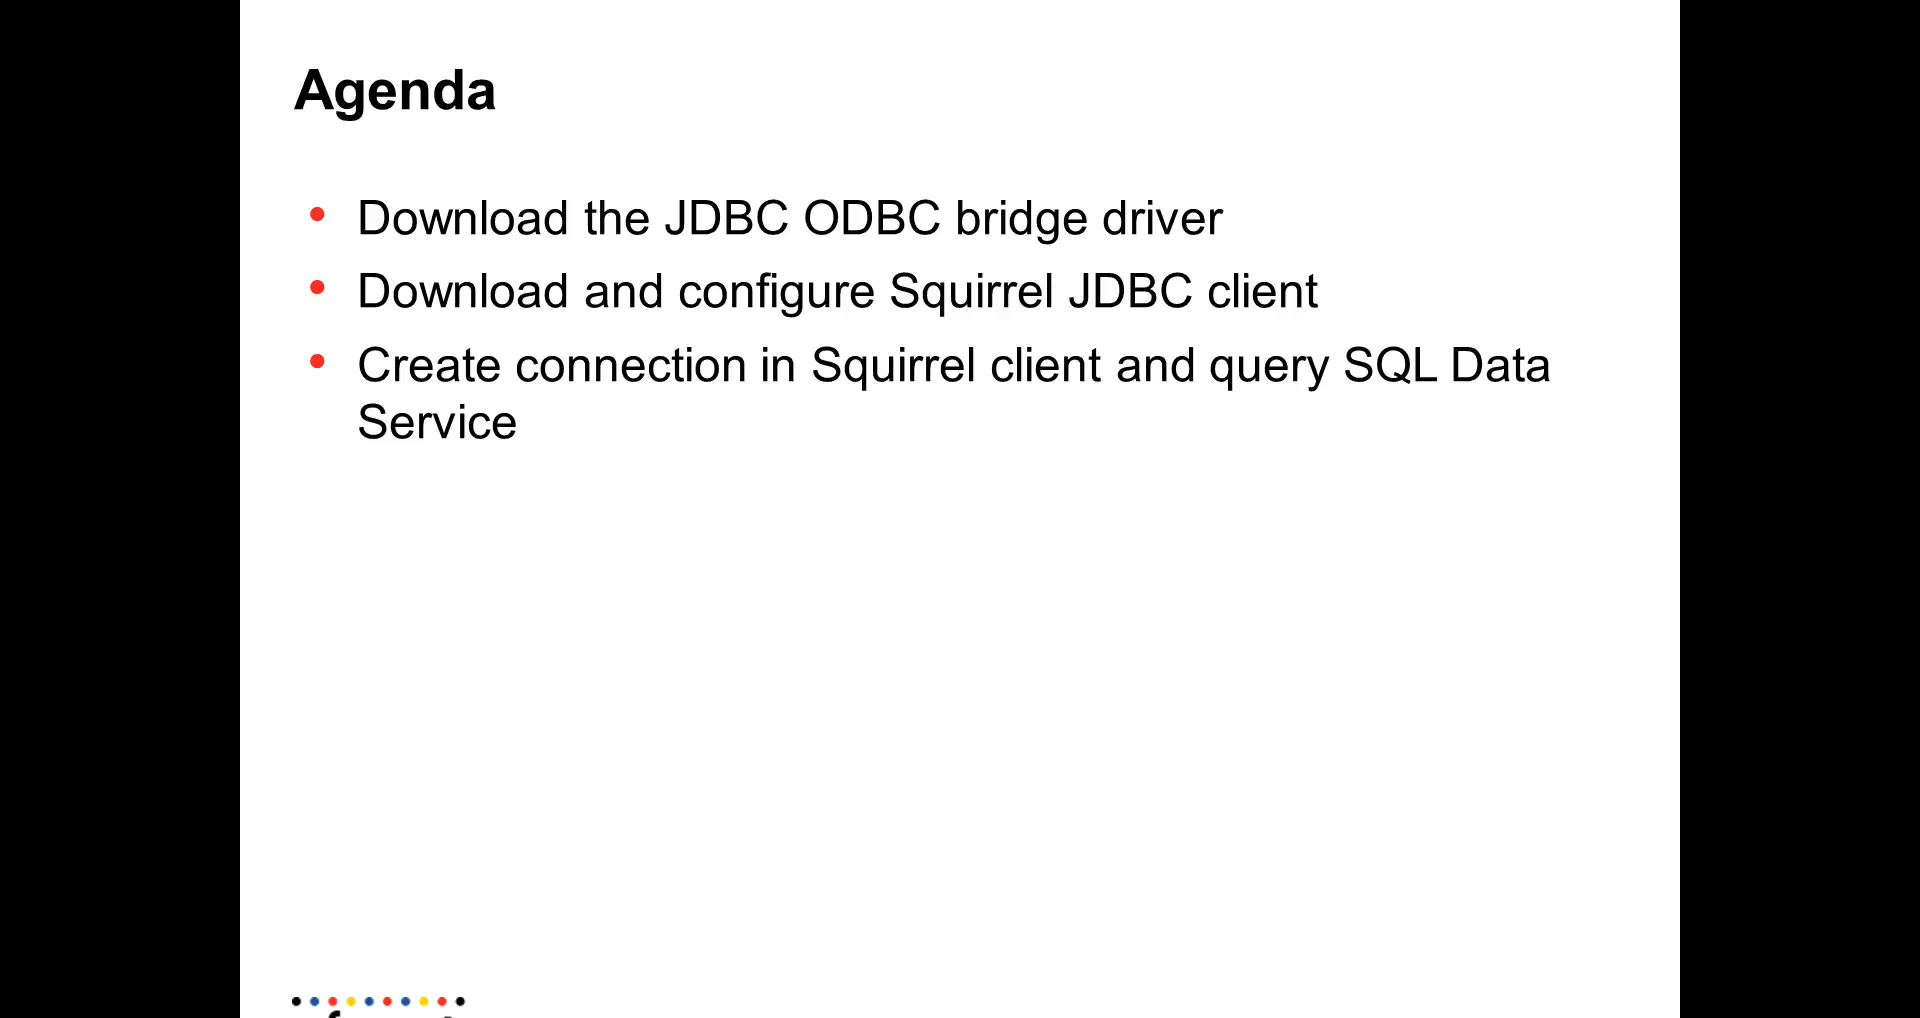 Agenda
• Download the JDBC ODBC bridge driver
• Download and configure Squirrel JDBC client
• Create connection in Squirrel client and query SQL Data
Service